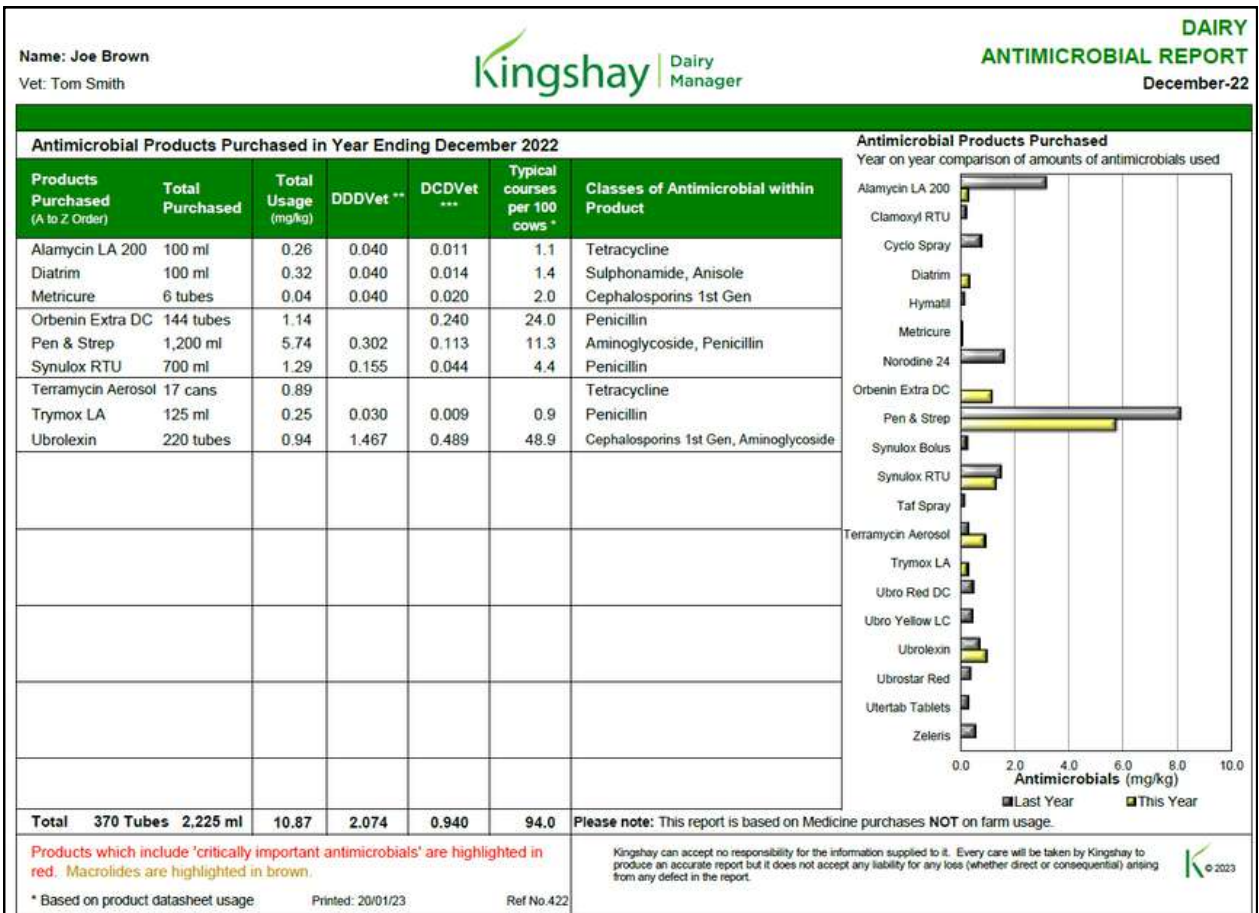 Name: Joe Brown
Vet: Tom Smith
Kingshay Dairy Manager
DAIRY
ANTIMICROBIAL REPORT
December-22
Antimicrobial Products Purchased in Year Ending December 2022
Products Purchased (A to Z Order) Total Purchased Total Usage (mg/kg) DDDVet ** DCDVet *** Typical courses per 100 cows * Classes of Antimicrobial within Product
Alamycin LA 200 100 ml 0.26 0.040 0.011 1.1 Tetracycline
Diatrim 100 ml 0.32 0.040 0.014 1.4 Sulphonamide, Anisole
Metricure 6 tubes 0.04 0.040 0.020 2.0 Cephalosporins 1st Gen
Orbenin Extra DC 144 tubes 1.14 0.240 24.0 Penicillin
Pen & Strep 1,200 ml 5.74 0.302 0.113 11.3 Aminoglycoside, Penicillin
Synulox RTU 700 ml 1.29 0.155 0.044 4.4 Penicillin
Terramycin Aerosol 17 cans 0.89 Tetracycline
Trymox LA 125 ml 0.25 0.030 0.009 0.9 Penicillin
Ubrolexin 220 tubes 0.94 1.467 0.489 48.9 Cephalosporins 1st Gen, Aminoglycoside
Total 370 Tubes 2,225 ml 10.87 2.074 0.940 94.0
Antimicrobial Products Purchased
Year on year comparison of amounts of antimicrobials used
Alamycin LA 200
Clamoxyl RTU
Cyclo Spray
Diatrim
Hymatil
Metricure
Norodine 24
Orbenin Extra DC
Pen & Strep
Synulox Bolus
Synulox RTU
Taf Spray
Terramycin Aerosol
Trymox LA
Ubro Red DC
Ubro Yellow LC
Ubrolexin
Ubrostar Red
Utertab Tablets
Zeleris
0.0 2.0 4.0 6.0 8.0 10.0
Antimicrobials (mg/kg)
Last Year This Year
Please note: This report is based on Medicine purchases NOT on farm usage.
Products which include 'critically important antimicrobials' are highlighted in
red. Macrolides are highlighted in brown.
* Based on product datasheet usage Printed: 20/01/23 Ref No.422
Kingshay can accept no responsibility for the information supplied to it. Every care will be taken by Kingshay to
produce an accurate report but it does not accept any liability for any loss (whether direct or consequential) arising
from any defect in the report.
K © 2023